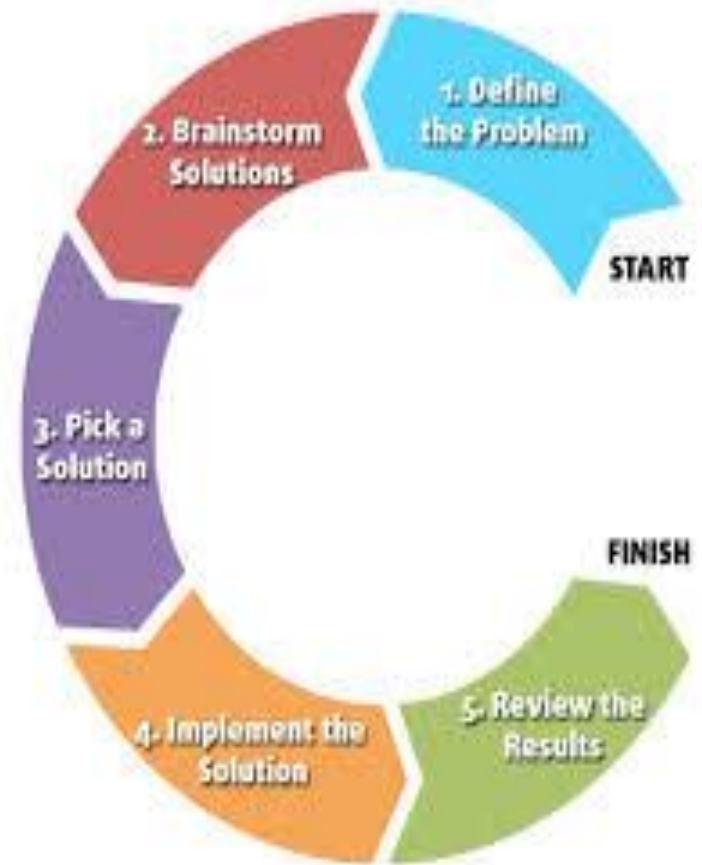 1. Define
the Problem
START
2. Brainstorm
Solutions
3. Pick a
Solution
4. Implement the
Solution
5. Review the
Results
FINISH